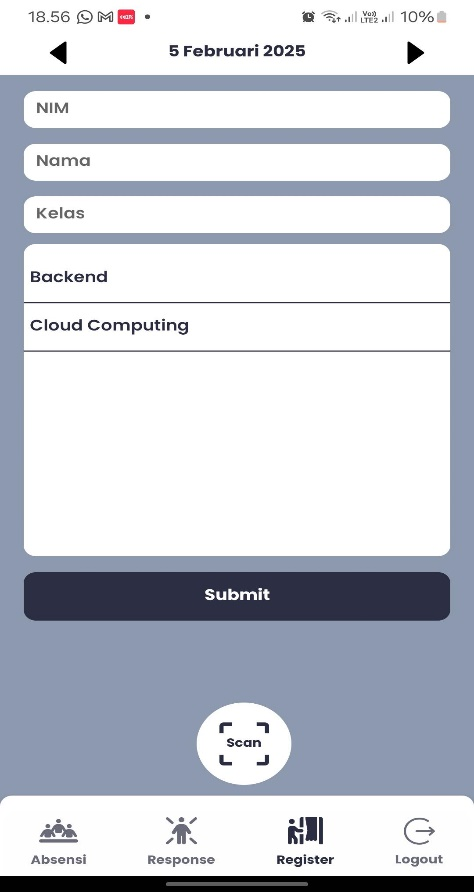 18.56 10%
5 Februari 2025
NIM
Nama
Kelas
Backend
Cloud Computing
Submit
Scan
Absensi Response Register Logout